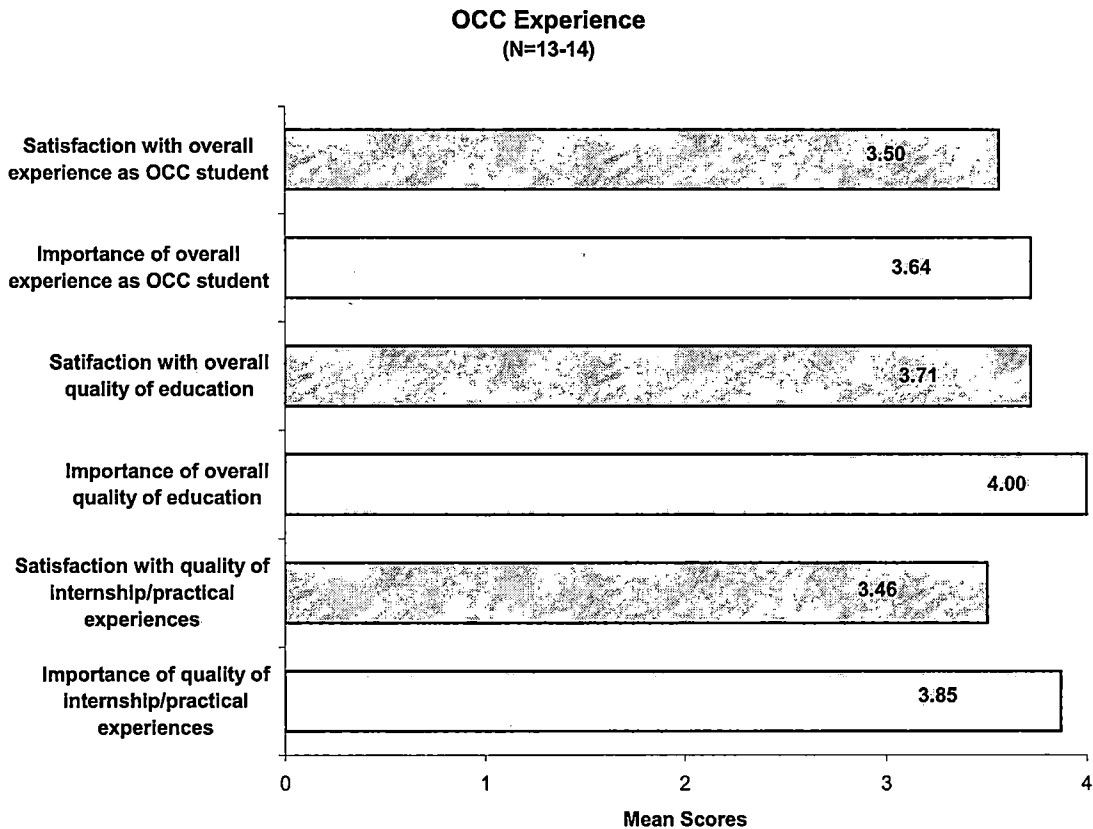 OCC Experience
(N=13-14)
Satisfaction with overall
experience as OCC student
3.50
Importance of overall
experience as OCC student
3.64
Satifaction with overall
quality of education
3.71
Importance of overall
quality of education
4.00
Satisfaction with quality of
internship/practical
experiences
3.46
Importance of quality of
internship/practical
experiences
3.85
0 1 2 3 4
Mean Scores